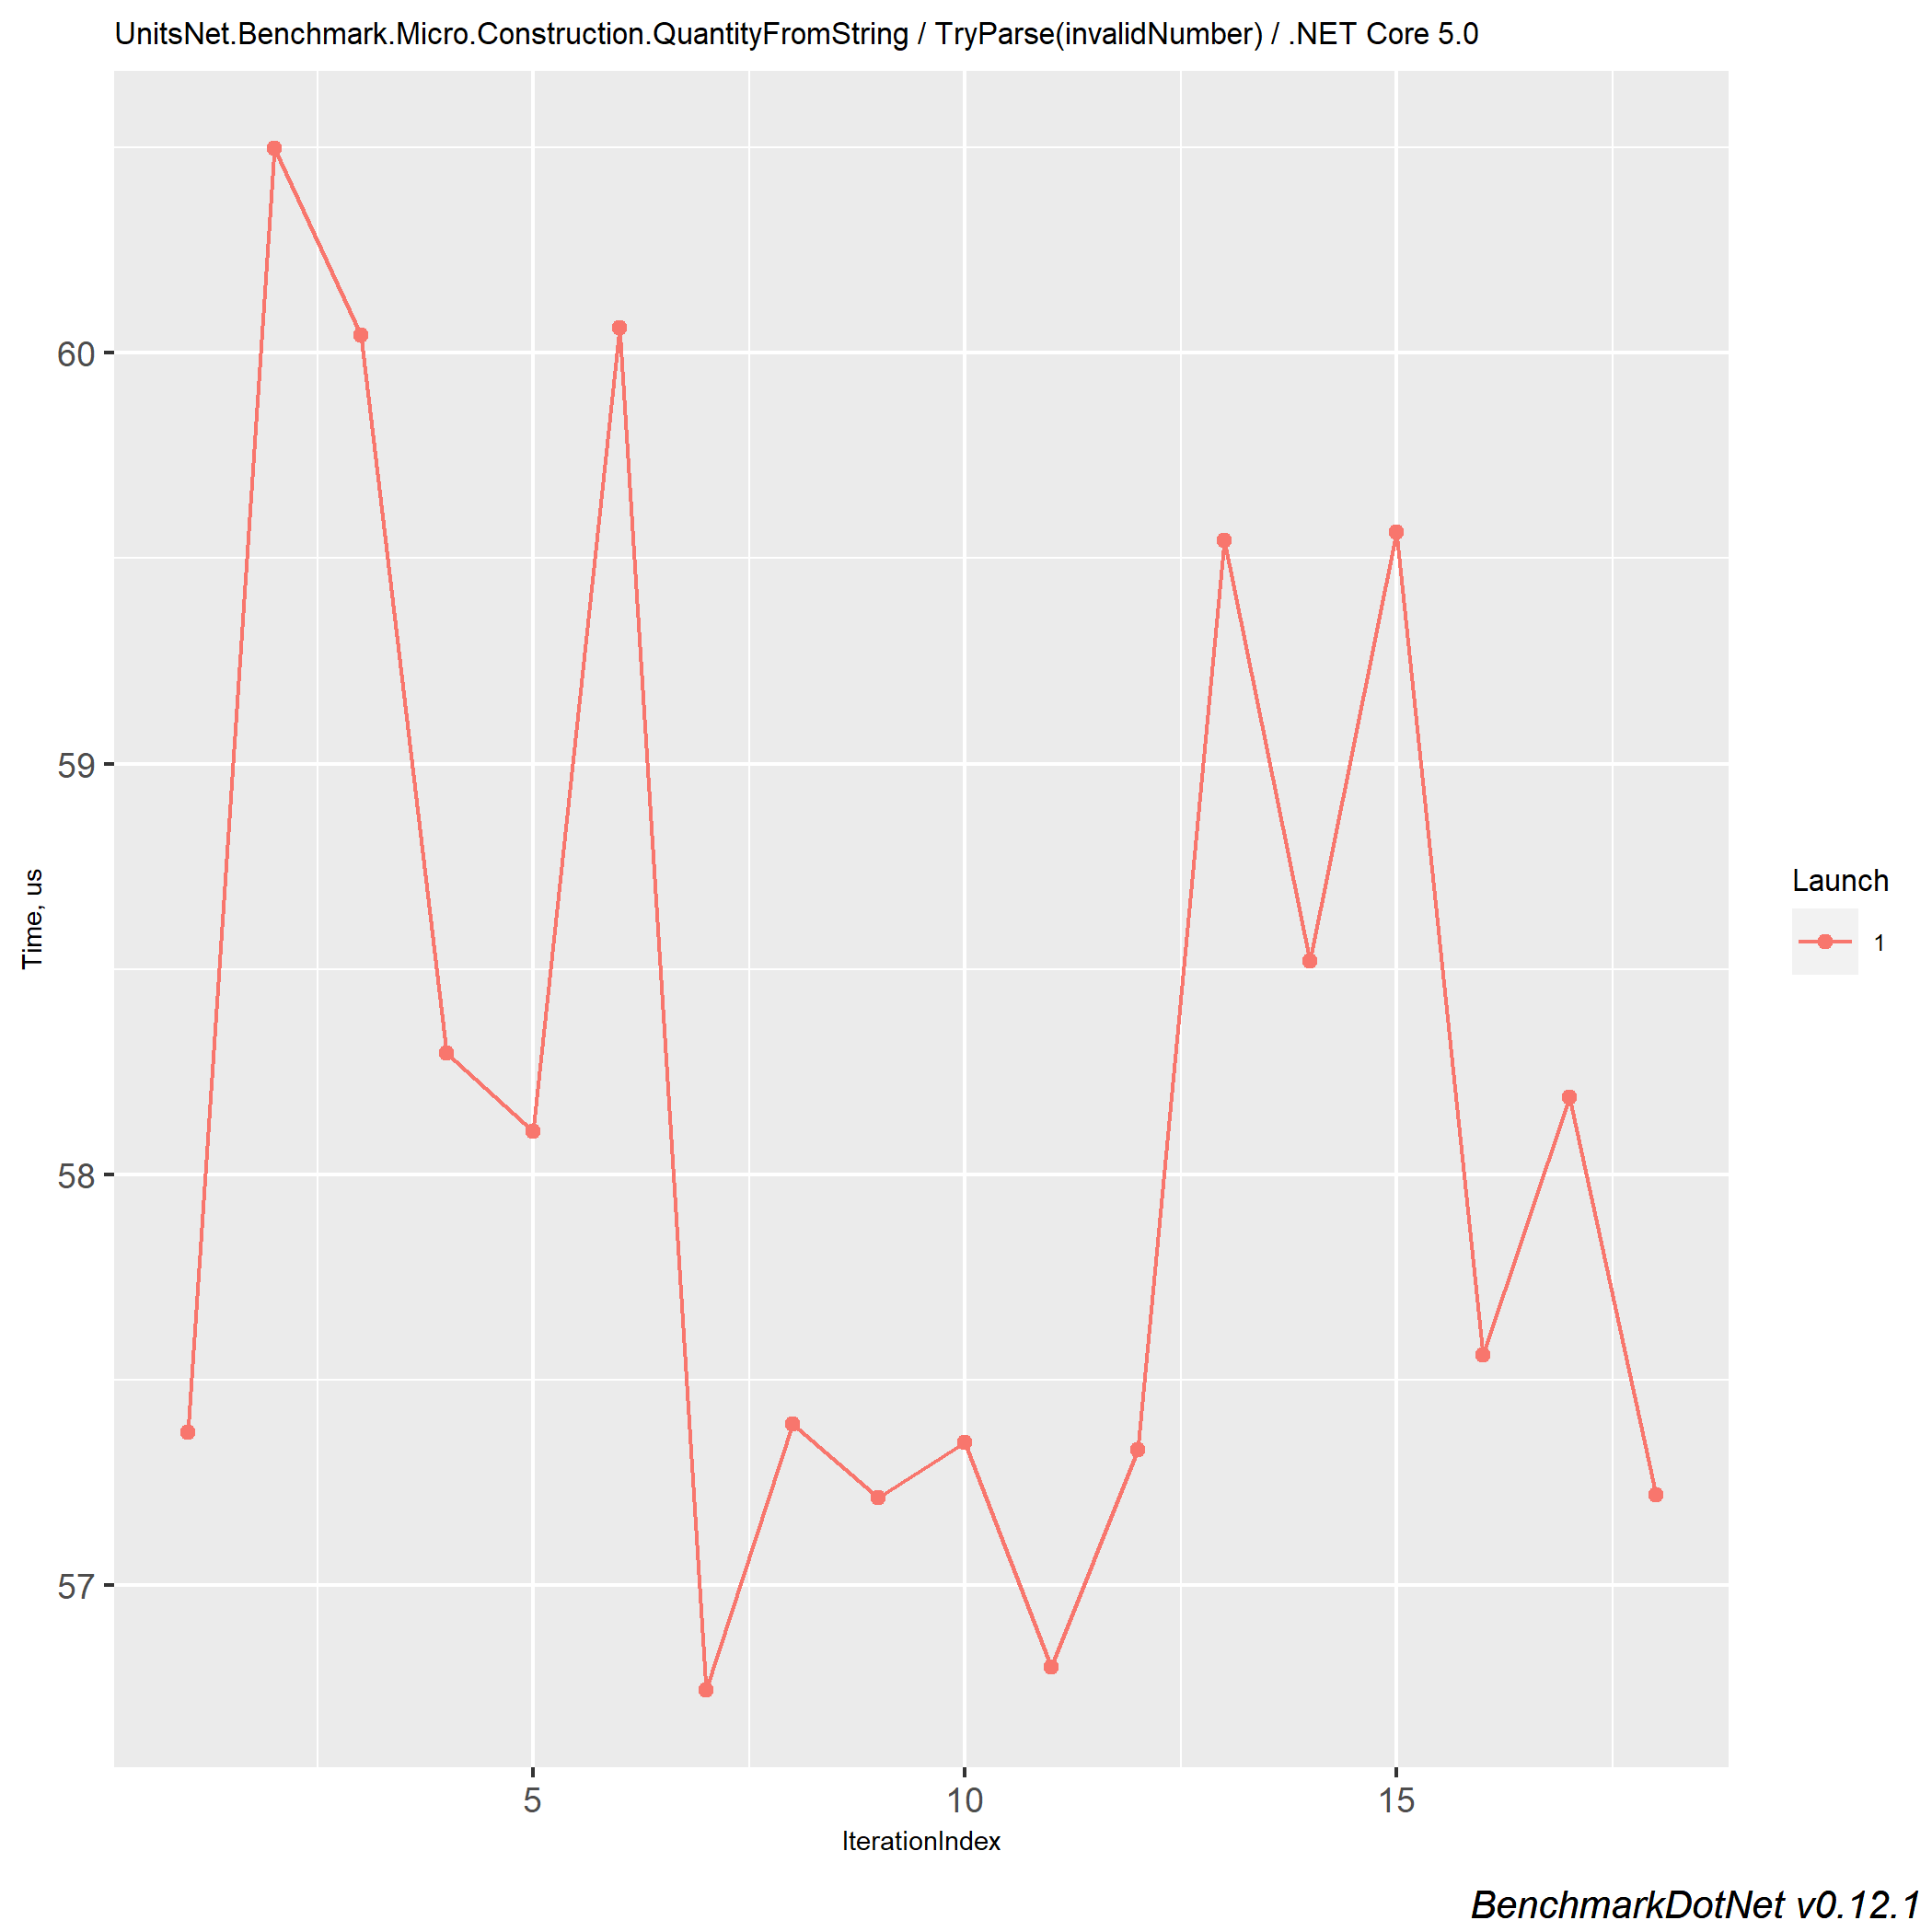 UnitsNet.Benchmark.Micro.Construction.QuantityFromString / TryParse(invalidNumber) / .NET Core 5.0
60
59
58
57
Time, us
5 10 15
IterationIndex
Launch
1
BenchmarkDotNet v0.12.1